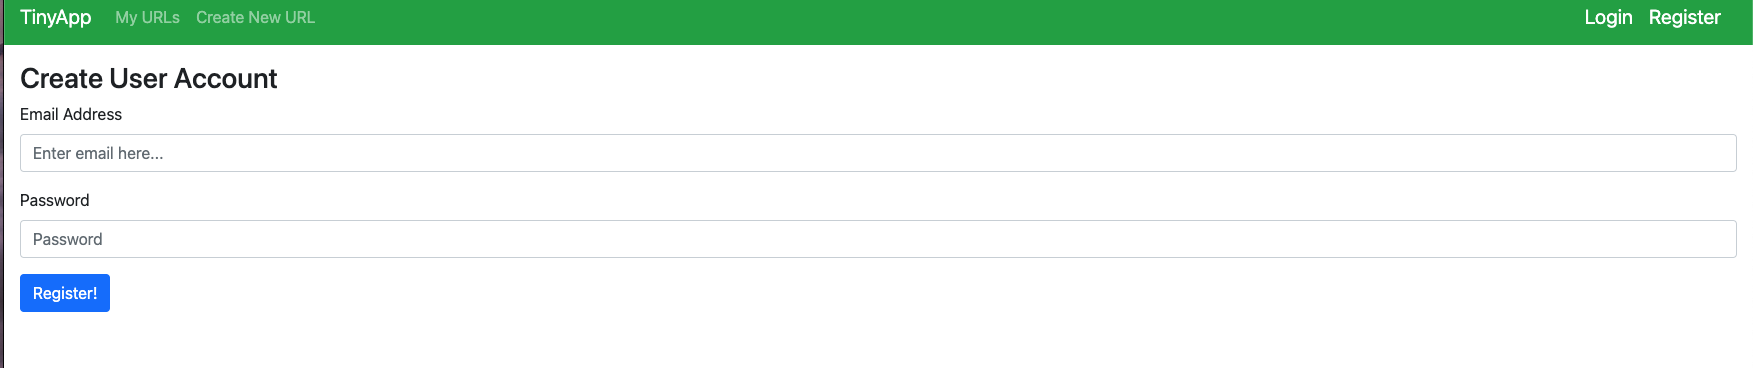 TinyApp My URLs Create New URL Login Register
Create User Account
Email Address
Enter email here...
Password
Password
Register!